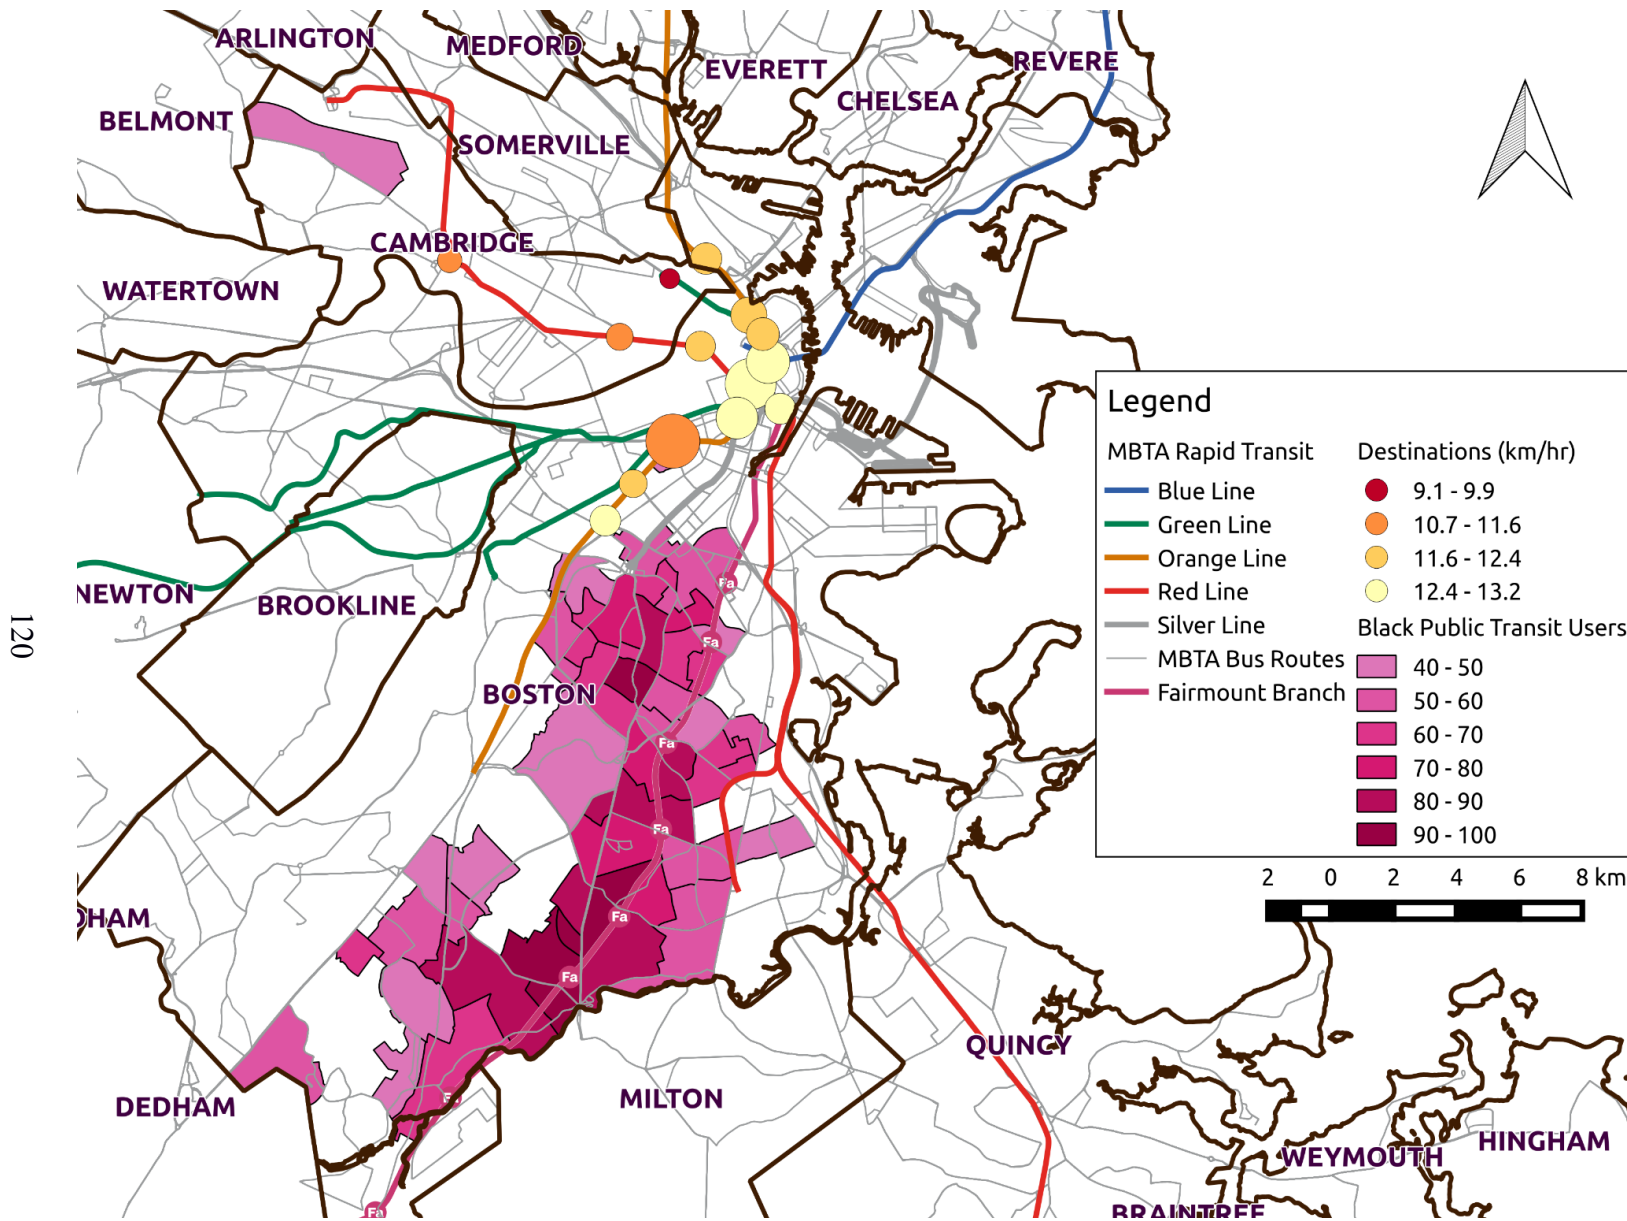 ARLINGTON
MEDFORD
EVERETT
REVERE
CHELSEA
BELMONT
SOMERVILLE
CAMBRIDGE
WATERTOWN
NEWTON
BROOKLINE
BOSTON
DHAM
DEDHAM
MILTON
QUINCY
WEYMOUTH
HINGHAM
BRAINTREE
Fa
Fa
Fa
Fa
Fa
Fa
Fa
Legend
MBTA Rapid Transit
Blue Line
Green Line
Orange Line
Red Line
Silver Line
MBTA Bus Routes
Fairmount Branch
Destinations (km/hr)
9.1 - 9.9
10.7 - 11.6
11.6 - 12.4
12.4 - 13.2
Black Public Transit Users
40 - 50
50 - 60
60 - 70
70 - 80
80 - 90
90 - 100
2 0 2 4 6 8 km
120